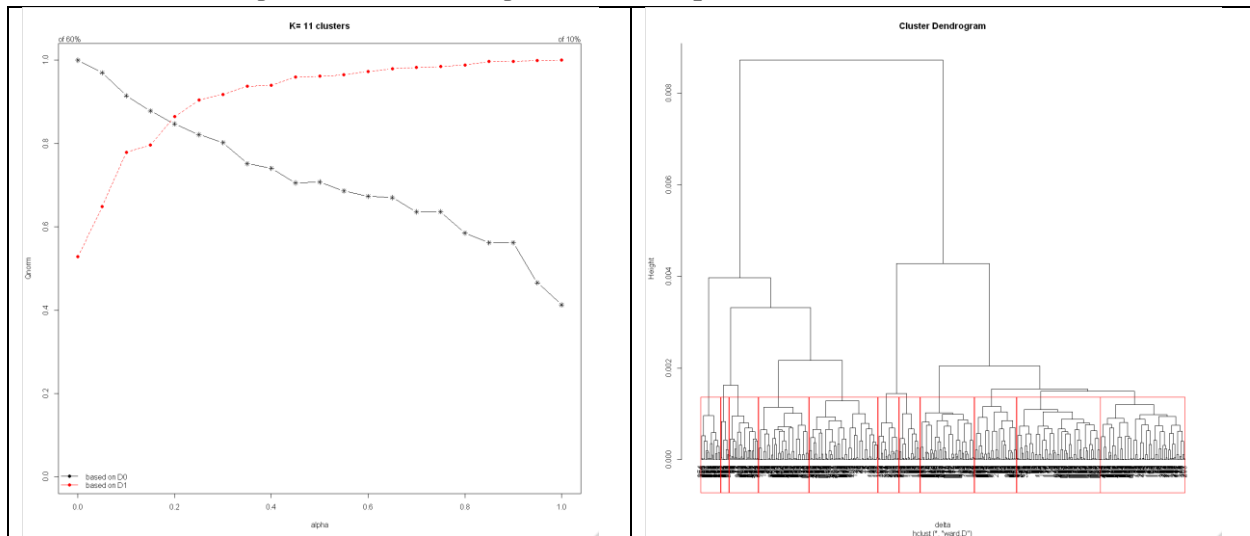 K= 11 clusters
of 60%
of 10%
Qnorm
1.0
0.8
0.6
0.4
0.2
0.0
based on D0
based on D1
0.0 0.2 0.4 0.6 0.8 1.0
alpha
Cluster Dendrogram
Height
0.008
0.006
0.004
0.002
0.000
delta
hclust (*, "ward.D")